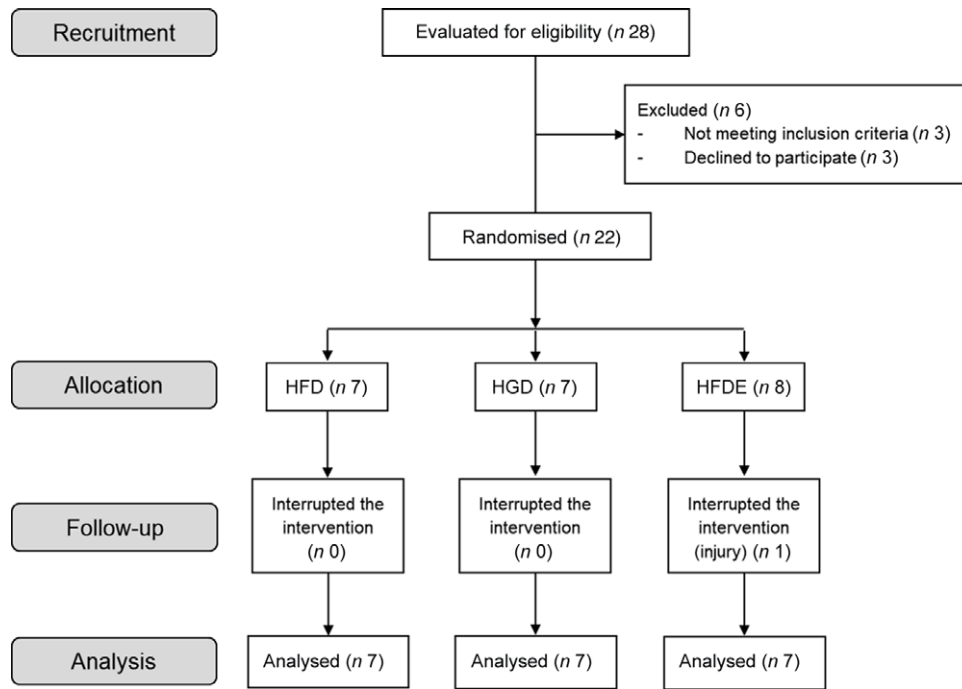 Recruitment
Evaluated for eligibility (n 28)
Excluded (n 6)
- Not meeting inclusion criteria (n 3)
- Declined to participate (n 3)
Randomised (n 22)
Allocation
HFD (n 7)
HGD (n 7)
HFDE (n 8)
Follow-up
Interrupted the
intervention
(n 0)
Interrupted the
intervention
(n 0)
Interrupted the
intervention
(injury) (n 1)
Analysis
Analysed (n 7)
Analysed (n 7)
Analysed (n 7)